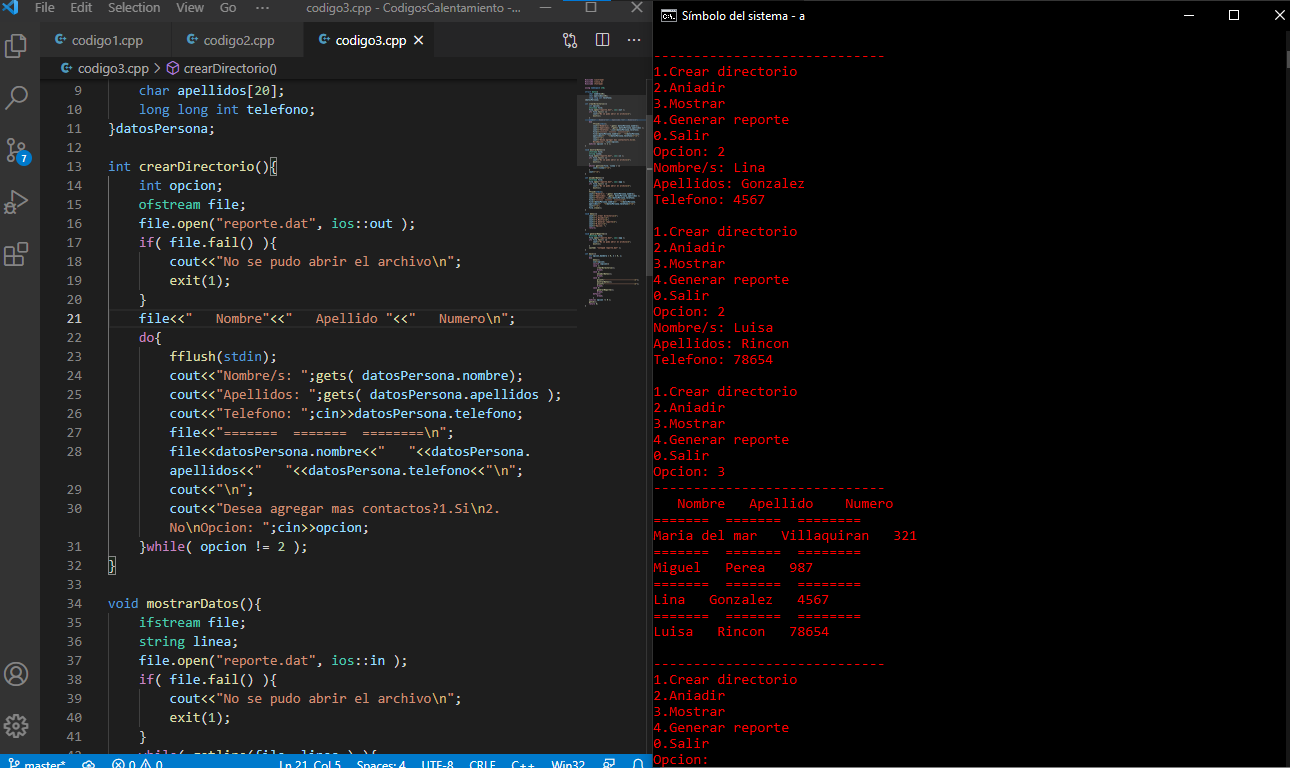 File Edit Selection View Go ··· codigo3.cpp - CodigosCalentamiento -...
codigo1.cpp codigo2.cpp codigo3.cpp
codigo3.cpp > crearDirectorio()
9 char apellidos[20];
10 long long int telefono;
11 }datosPersona;
12
13 int crearDirectorio(){
14 int opcion;
15 ofstream file;
16 file.open("reporte.dat", ios::out );
17 if( file.fail() ){
18 cout<<"No se pudo abrir el archivo\n";
19 exit(1);
20 }
21 file<<"   Nombre"<<"   Apellido "<<"   Numero\n";
22 do{
23 fflush(stdin);
24 cout<<"Nombre/s: ";gets( datosPersona.nombre);
25 cout<<"Apellidos: ";gets( datosPersona.apellidos );
26 cout<<"Telefono: ";cin>>datosPersona.telefono;
27 file<<"=======  =======  ========\n";
28 file<<datosPersona.nombre<<"   "<<datosPersona.
apellidos<<"   "<<datosPersona.telefono<<"\n";
29 cout<<"\n";
30 cout<<"Desea agregar mas contactos?1.Si\n2.
No\nOpcion: ";cin>>opcion;
31 }while( opcion != 2 );
32 }
33
34 void mostrarDatos(){
35 ifstream file;
36 string linea;
37 file.open("reporte.dat", ios::in );
38 if( file.fail() ){
39 cout<<"No se pudo abrir el archivo\n";
40 exit(1);
41 }
7
master* 0 0 Ln 21, Col 5 Spaces: 4 UTF-8 CRLF C++ Win32
Símbolo del sistema - a
-----------------------------
1.Crear directorio
2.Aniadir
3.Mostrar
4.Generar reporte
0.Salir
Opcion: 2
Nombre/s: Lina
Apellidos: Gonzalez
Telefono: 4567
1.Crear directorio
2.Aniadir
3.Mostrar
4.Generar reporte
0.Salir
Opcion: 2
Nombre/s: Luisa
Apellidos: Rincon
Telefono: 78654
1.Crear directorio
2.Aniadir
3.Mostrar
4.Generar reporte
0.Salir
Opcion: 3
-----------------------------
   Nombre   Apellido    Numero
=======  =======  ========
Maria del mar   Villaquiran   321
=======  =======  ========
Miguel   Perea   987
=======  =======  ========
Lina   Gonzalez   4567
=======  =======  ========
Luisa   Rincon   78654
-----------------------------
1.Crear directorio
2.Aniadir
3.Mostrar
4.Generar reporte
0.Salir
Opcion: